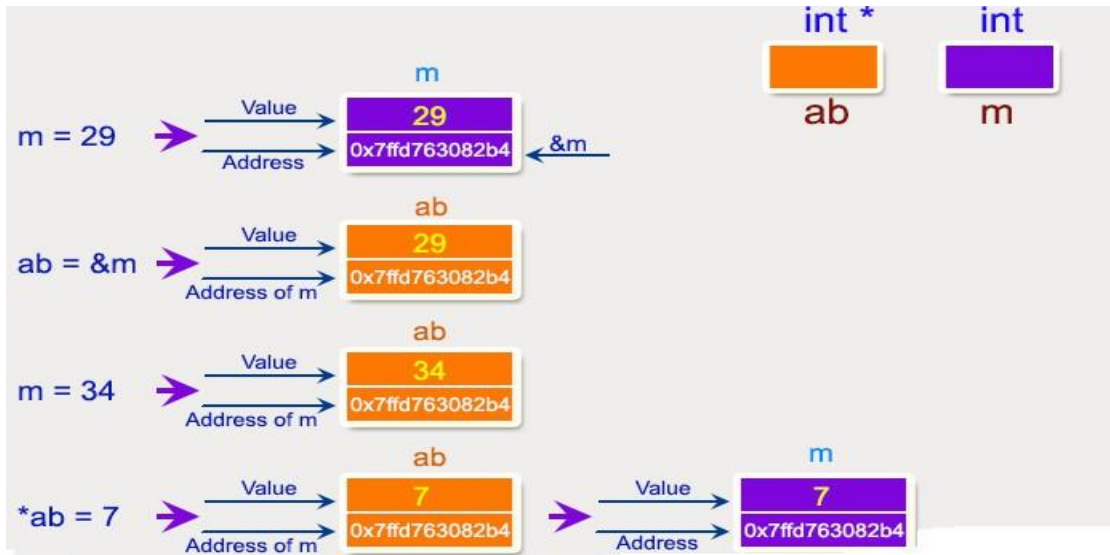 int * int
ab m
m
m = 29 Value 29
Address 0x7ffd763082b4 &m
ab
ab = &m Value 29
Address of m 0x7ffd763082b4
ab
m = 34 Value 34
Address of m 0x7ffd763082b4
ab m
*ab = 7 Value 7 Value 7
Address of m 0x7ffd763082b4 Address 0x7ffd763082b4